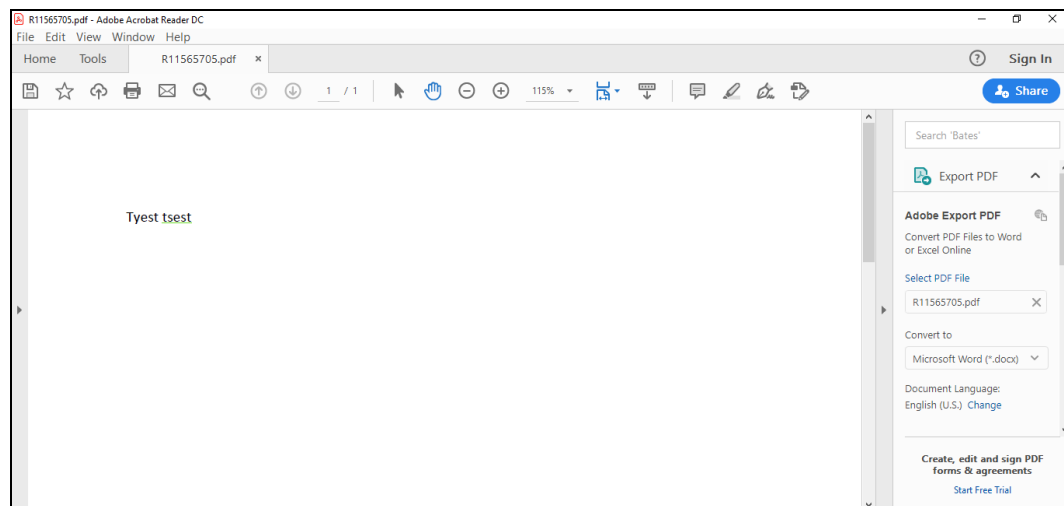 R11565705.pdf - Adobe Acrobat Reader DC
File Edit View Window Help
Home Tools R11565705.pdf × ? Sign In
1 / 1 115% Share
Search 'Bates'
Export PDF
Adobe Export PDF
Convert PDF Files to Word
or Excel Online
Select PDF File
R11565705.pdf
Convert to
Microsoft Word (*.docx)
Document Language:
English (U.S.) Change
Create, edit and sign PDF
forms & agreements
Start Free Trial
Tyest tsest